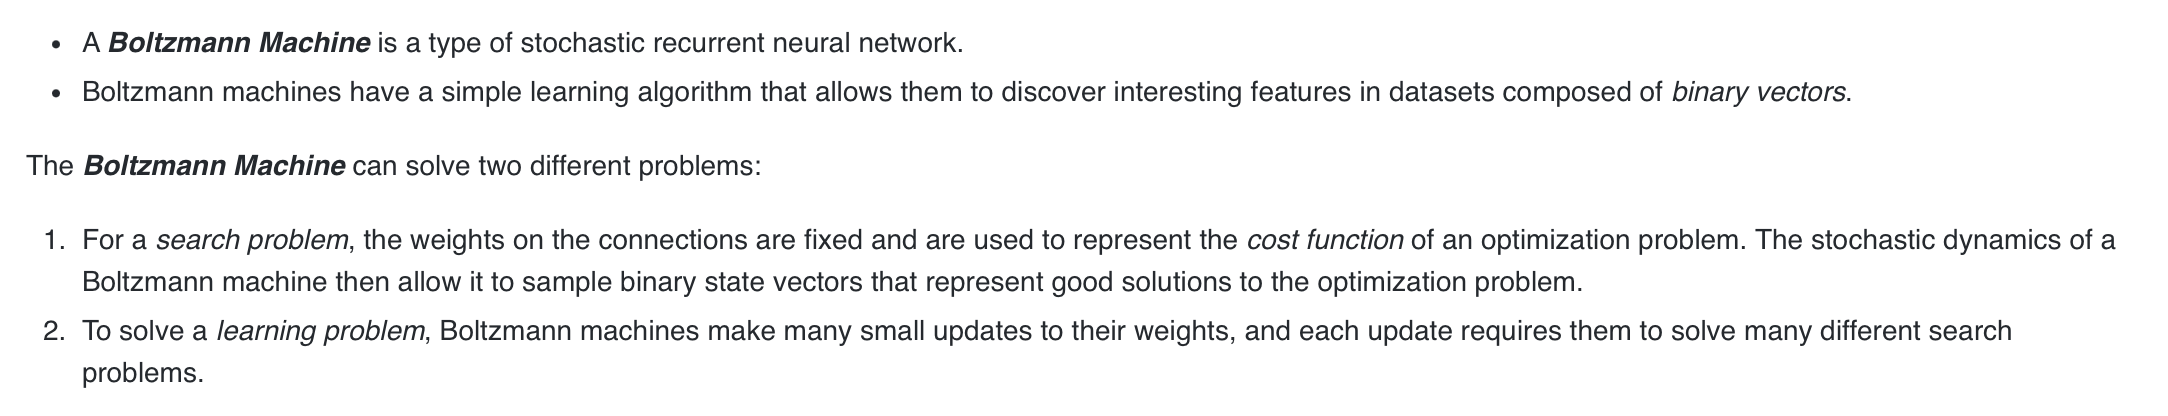 • A Boltzmann Machine is a type of stochastic recurrent neural network.
• Boltzmann machines have a simple learning algorithm that allows them to discover interesting features in datasets composed of binary vectors.
The Boltzmann Machine can solve two different problems:
1. For a search problem, the weights on the connections are fixed and are used to represent the cost function of an optimization problem. The stochastic dynamics of a
Boltzmann machine then allow it to sample binary state vectors that represent good solutions to the optimization problem.
2. To solve a learning problem, Boltzmann machines make many small updates to their weights, and each update requires them to solve many different search
problems.